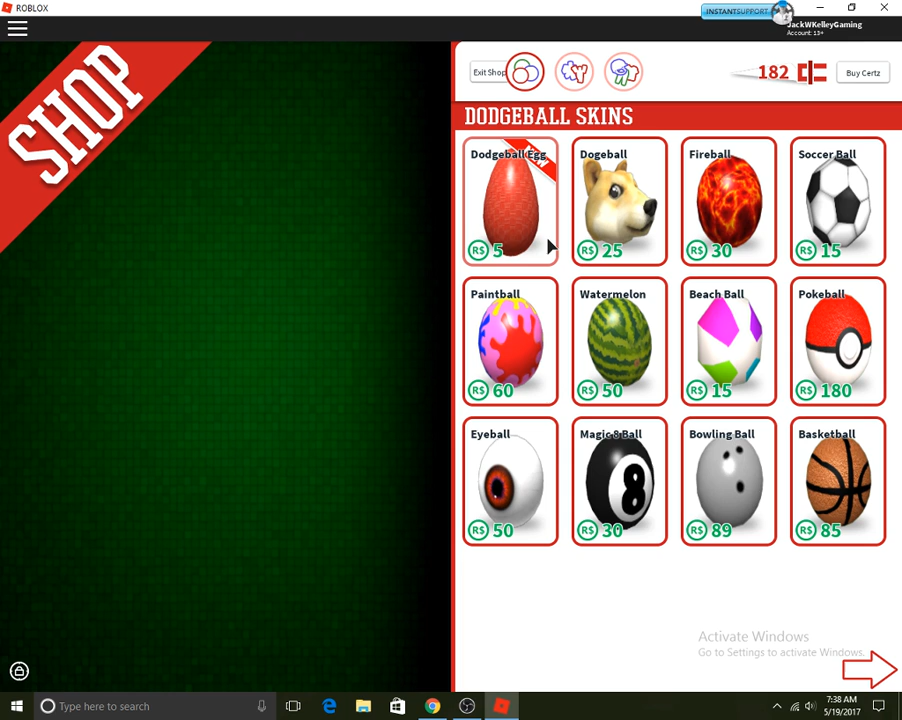 ROBLOX
INSTANTSUPPORT
JackWKelleyGaming
Account: 13+
SHOP
Exit Shop
182
Buy Certz
DODGEBALL SKINS
Dodgeball Egg
NEW
R$ 5
Dogeball
R$ 25
Fireball
R$ 30
Soccer Ball
R$ 15
Paintball
R$ 60
Watermelon
R$ 50
Beach Ball
R$ 15
Pokeball
R$ 180
Eyeball
R$ 50
Magic 8 Ball
8
R$ 30
Bowling Ball
R$ 89
Basketball
R$ 85
Activate Windows
Go to Settings to activate Windows.
Type here to search
7:38 AM
5/19/2017